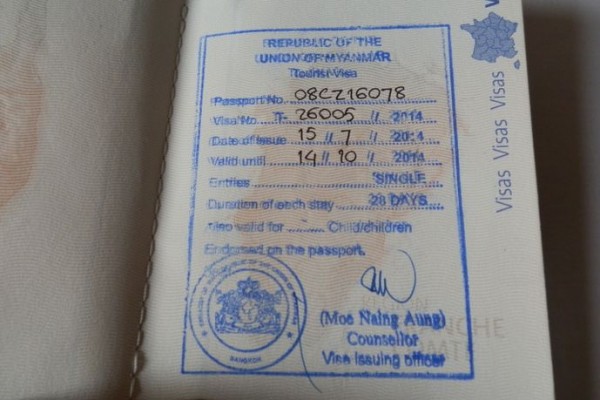 REPUBLIC OF THE
UNION OF MYANMAR
Tourist Visa
Passport No. 08CZ16078
Visa No. T- 26005 // 2014
Date of issue 15 // 7 // 2014
Valid until 14 // 10 // 2014
Entries SINGLE
Duration of each stay 28 DAYS
Also valid for ........ Child/children
Endorsed on the passport.
(Moe Naing Aung)
Counsellor
Visa issuing officer
BANGKOK
Visas Visas Visas V